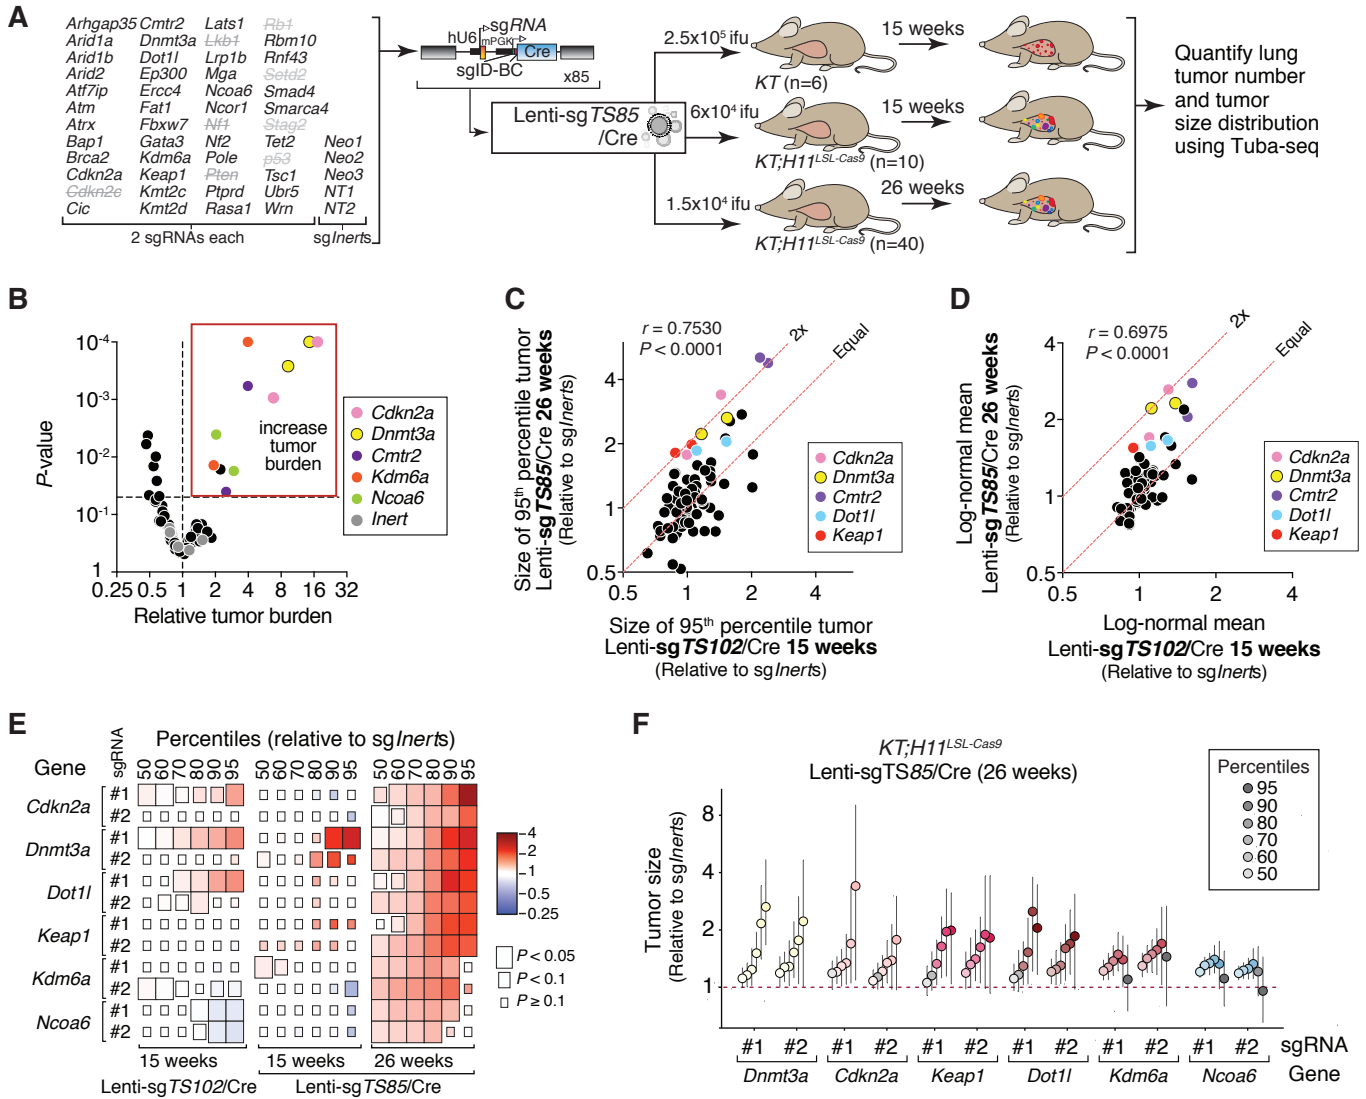 A
Arhgap35 Cmtr2 Lats1 Rb1
Arid1a Dnmt3a Lkb1 Rbm10
Arid1b Dot1l Lrp1b Rnf43
Arid2 Ep300 Mga Setd2
Atf7ip Ercc4 Ncoa6 Smad4
Atm Fat1 Ncor1 Smarca4
Atrx Fbxw7 Nf1 Stag2
Bap1 Gata3 Nf2 Tet2 Neo1
Brca2 Kdm6a Pole p53 Neo2
Cdkn2a Keap1 Pten Tsc1 Neo3
Cdkn2c Kmt2c Ptprd Ubr5 NT1
Cic Kmt2d Rasa1 Wrn NT2
2 sgRNAs each
sgInerts
hU6
sgRNA
mPGK
Cre
sgID-BC
x85
Lenti-sgTS85
/Cre
2.5x10⁵ ifu
6x10⁴ ifu
1.5x10⁴ ifu
KT (n=6)
KT;H11LSL-Cas9 (n=10)
KT;H11LSL-Cas9 (n=40)
15 weeks
15 weeks
26 weeks
Quantify lung
tumor number
and tumor
size distribution
using Tuba-seq
B
P-value
10⁻⁴
10⁻³
10⁻²
10⁻¹
1
0.25 0.5 1 2 4 8 16 32
Relative tumor burden
increase
tumor
burden
Cdkn2a
Dnmt3a
Cmtr2
Kdm6a
Ncoa6
Inert
C
Size of 95th percentile tumor
Lenti-sgTS85/Cre 26 weeks
(Relative to sgInerts)
r = 0.7530
P < 0.0001
2x
Equal
4
2
1
0.5
0.5 1 2 4
Size of 95th percentile tumor
Lenti-sgTS102/Cre 15 weeks
(Relative to sgInerts)
Cdkn2a
Dnmt3a
Cmtr2
Dot1l
Keap1
D
Log-normal mean
Lenti-sgTS85/Cre 26 weeks
(Relative to sgInerts)
r = 0.6975
P < 0.0001
2x
Equal
4
2
1
0.5
0.5 1 2 4
Log-normal mean
Lenti-sgTS102/Cre 15 weeks
(Relative to sgInerts)
Cdkn2a
Dnmt3a
Cmtr2
Dot1l
Keap1
E
Percentiles (relative to sgInerts)
Gene
sgRNA
50 60 70 80 90 95 50 60 70 80 90 95 50 60 70 80 90 95
Cdkn2a #1
#2
Dnmt3a #1
#2
Dot1l #1
#2
Keap1 #1
#2
Kdm6a #1
#2
Ncoa6 #1
#2
15 weeks 15 weeks 26 weeks
Lenti-sgTS102/Cre Lenti-sgTS85/Cre
4
2
1
0.5
0.25
P < 0.05
P < 0.1
P ≥ 0.1
F
KT;H11LSL-Cas9
Lenti-sgTS85/Cre (26 weeks)
Percentiles
95
90
80
70
60
50
Tumor size
(Relative to sgInerts)
8
4
2
1
#1 #2 #1 #2 #1 #2 #1 #2 #1 #2 #1 #2 sgRNA
Dnmt3a Cdkn2a Keap1 Dot1l Kdm6a Ncoa6 Gene